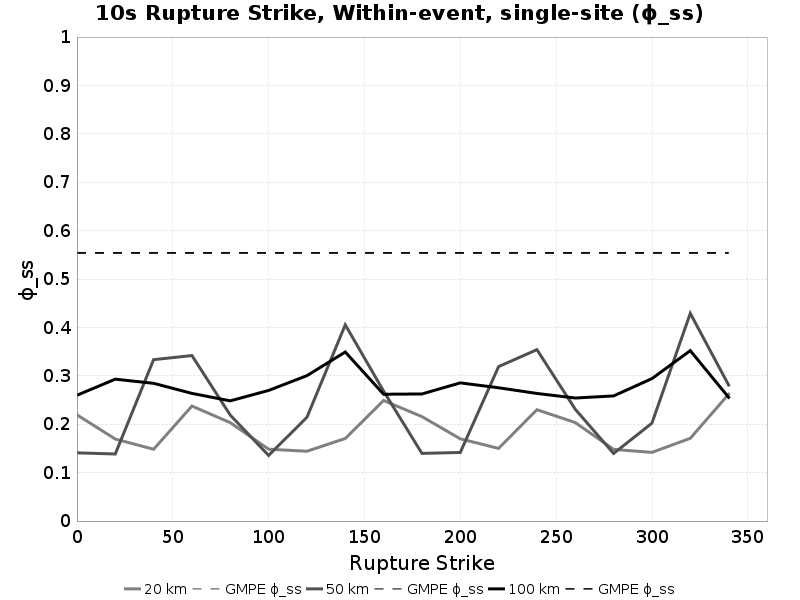 10s Rupture Strike, Within-event, single-site (ϕ_ss)
1
0.9
0.8
0.7
0.6
0.5
0.4
0.3
0.2
0.1
0
ϕ_ss
0 50 100 150 200 250 300 350
Rupture Strike
20 km GMPE ϕ_ss 50 km GMPE ϕ_ss 100 km GMPE ϕ_ss